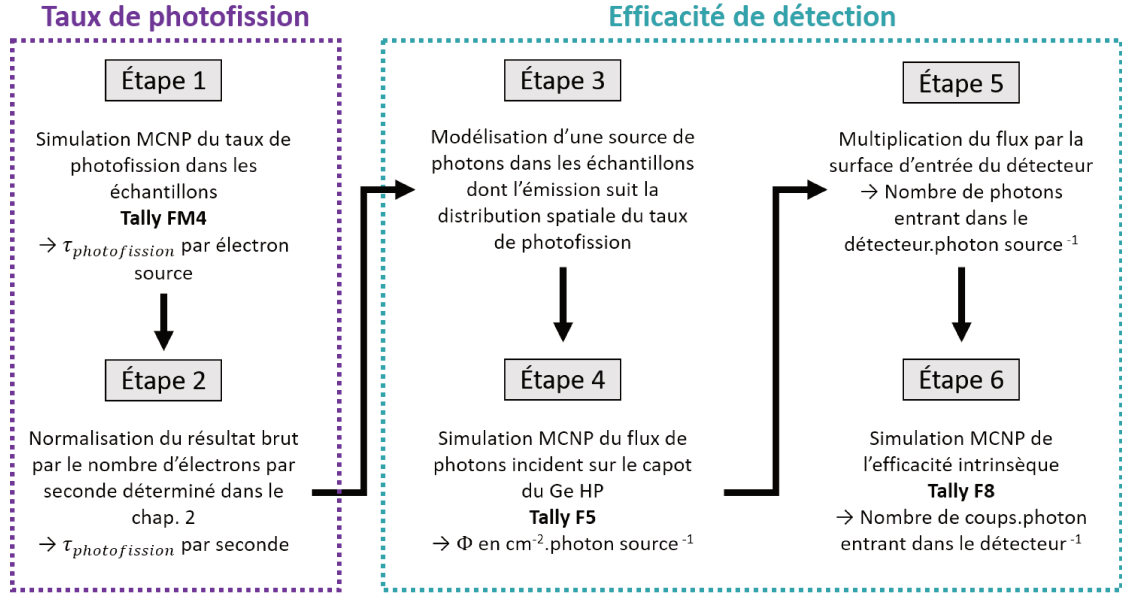 Taux de photofission
Étape 1
Simulation MCNP du taux de
photofission dans les
échantillons
Tally FM4
→ τphotofission par électron
source
Étape 2
Normalisation du résultat brut
par le nombre d’électrons par
seconde déterminé dans le
chap. 2
→ τphotofission par seconde
Efficacité de détection
Étape 3
Modélisation d’une source de
photons dans les échantillons
dont l’émission suit la
distribution spatiale du taux
de photofission
Étape 4
Simulation MCNP du flux de
photons incident sur le capot
du Ge HP
Tally F5
→ Φ en cm-2.photon source -1
Étape 5
Multiplication du flux par la
surface d’entrée du détecteur
→ Nombre de photons
entrant dans le
détecteur.photon source -1
Étape 6
Simulation MCNP de
l’efficacité intrinsèque
Tally F8
→ Nombre de coups.photon
entrant dans le détecteur -1